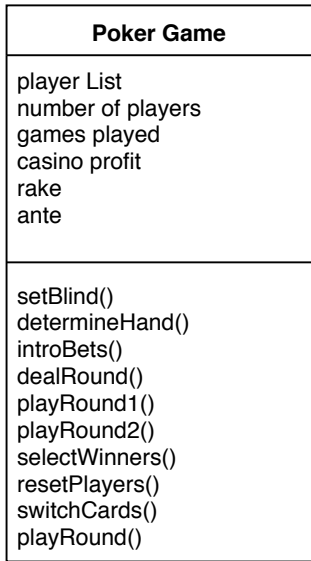 Poker Game
player List
number of players
games played
casino profit
rake
ante
setBlind()
determineHand()
introBets()
dealRound()
playRound1()
playRound2()
selectWinners()
resetPlayers()
switchCards()
playRound()